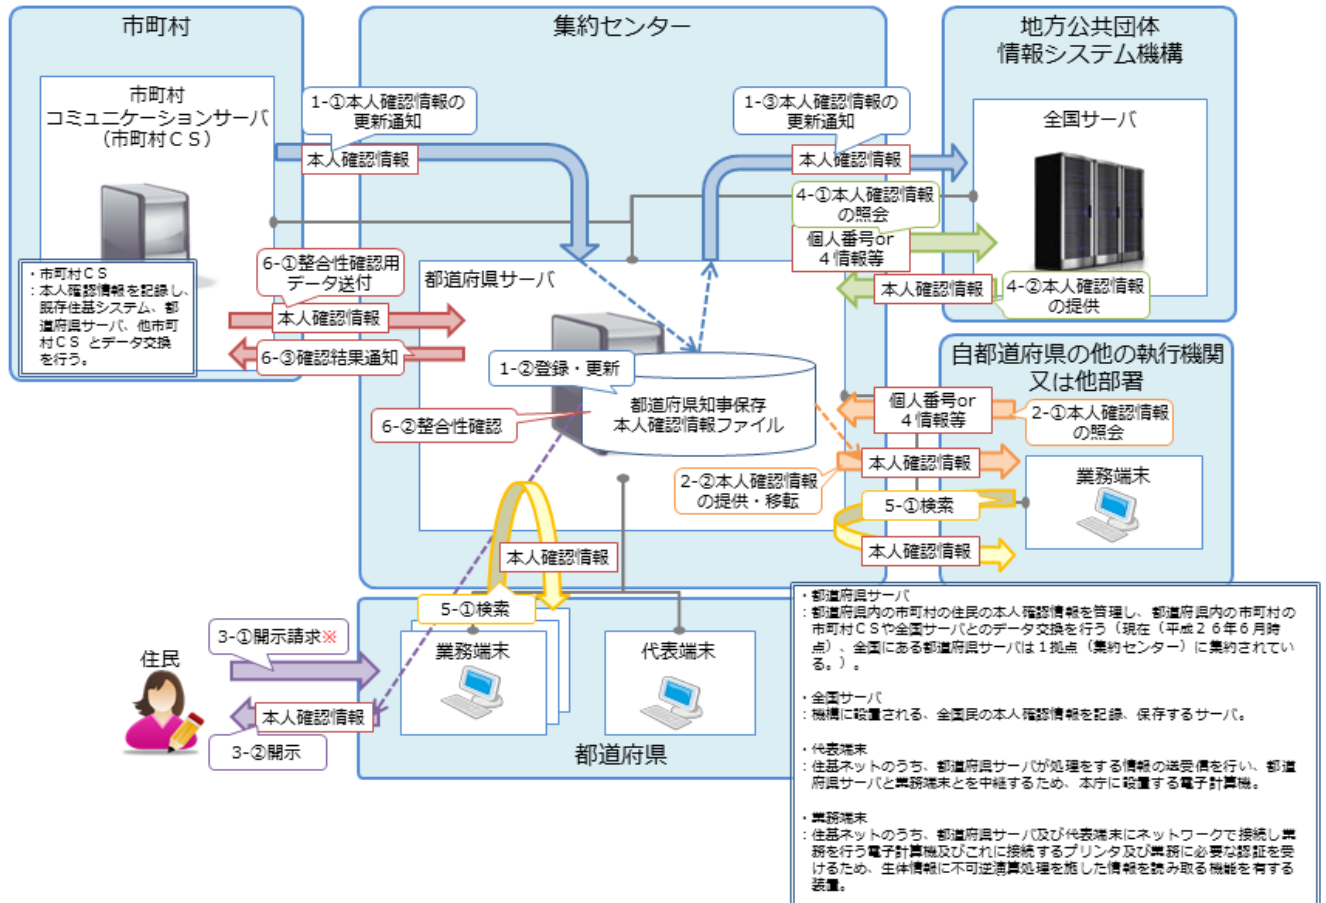 市町村
市町村
コミュニケーションサーバ
（市町村ＣＳ）
・市町村ＣＳ
：本人確認情報を記録し、
既存住基システム、都
道府県サーバ、他市町
村ＣＳ とデータ交換
を行う。
集約センター
1-①本人確認情報の
更新通知
本人確認情報
1-③本人確認情報の
更新通知
本人確認情報
地方公共団体
情報システム機構
全国サーバ
4-①本人確認情報
の照会
個人番号or
４情報等
本人確認情報
4-②本人確認情報
の提供
6-①整合性確認用
データ送付
本人確認情報
6-③確認結果通知
都道府県サーバ
1-②登録・更新
6-②整合性確認
都道府県知事保存
本人確認情報ファイル
自都道府県の他の執行機関
又は他部署
個人番号or
４情報等
2-①本人確認情報
の照会
本人確認情報
2-②本人確認情報
の提供・移転
業務端末
5-①検索
本人確認情報
本人確認情報
5-①検索
業務端末
代表端末
都道府県
住民
3-①開示請求※
本人確認情報
3-②開示
・都道府県サーバ
：都道府県内の市町村の住民の本人確認情報を管理し、都道府県内の市町村の
市町村ＣＳや全国サーバとのデータ交換を行う（現在（平成２６年６月時
点）、全国にある都道府県サーバは１拠点（集約センター）に集約されてい
る。）。
・全国サーバ
：機構に設置される、全国民の本人確認情報を記録、保存するサーバ。
・代表端末
：住基ネットのうち、都道府県サーバが処理をする情報の送受信を行い、都道
府県サーバと業務端末とを中継するため、本庁に設置する電子計算機。
・業務端末
：住基ネットのうち、都道府県サーバ及び代表端末にネットワークで接続し業
務を行う電子計算機及びこれに接続するプリンタ及び業務に必要な認証を受
けるため、生体情報に不可逆演算処理を施した情報を読み取る機能を有する
装置。